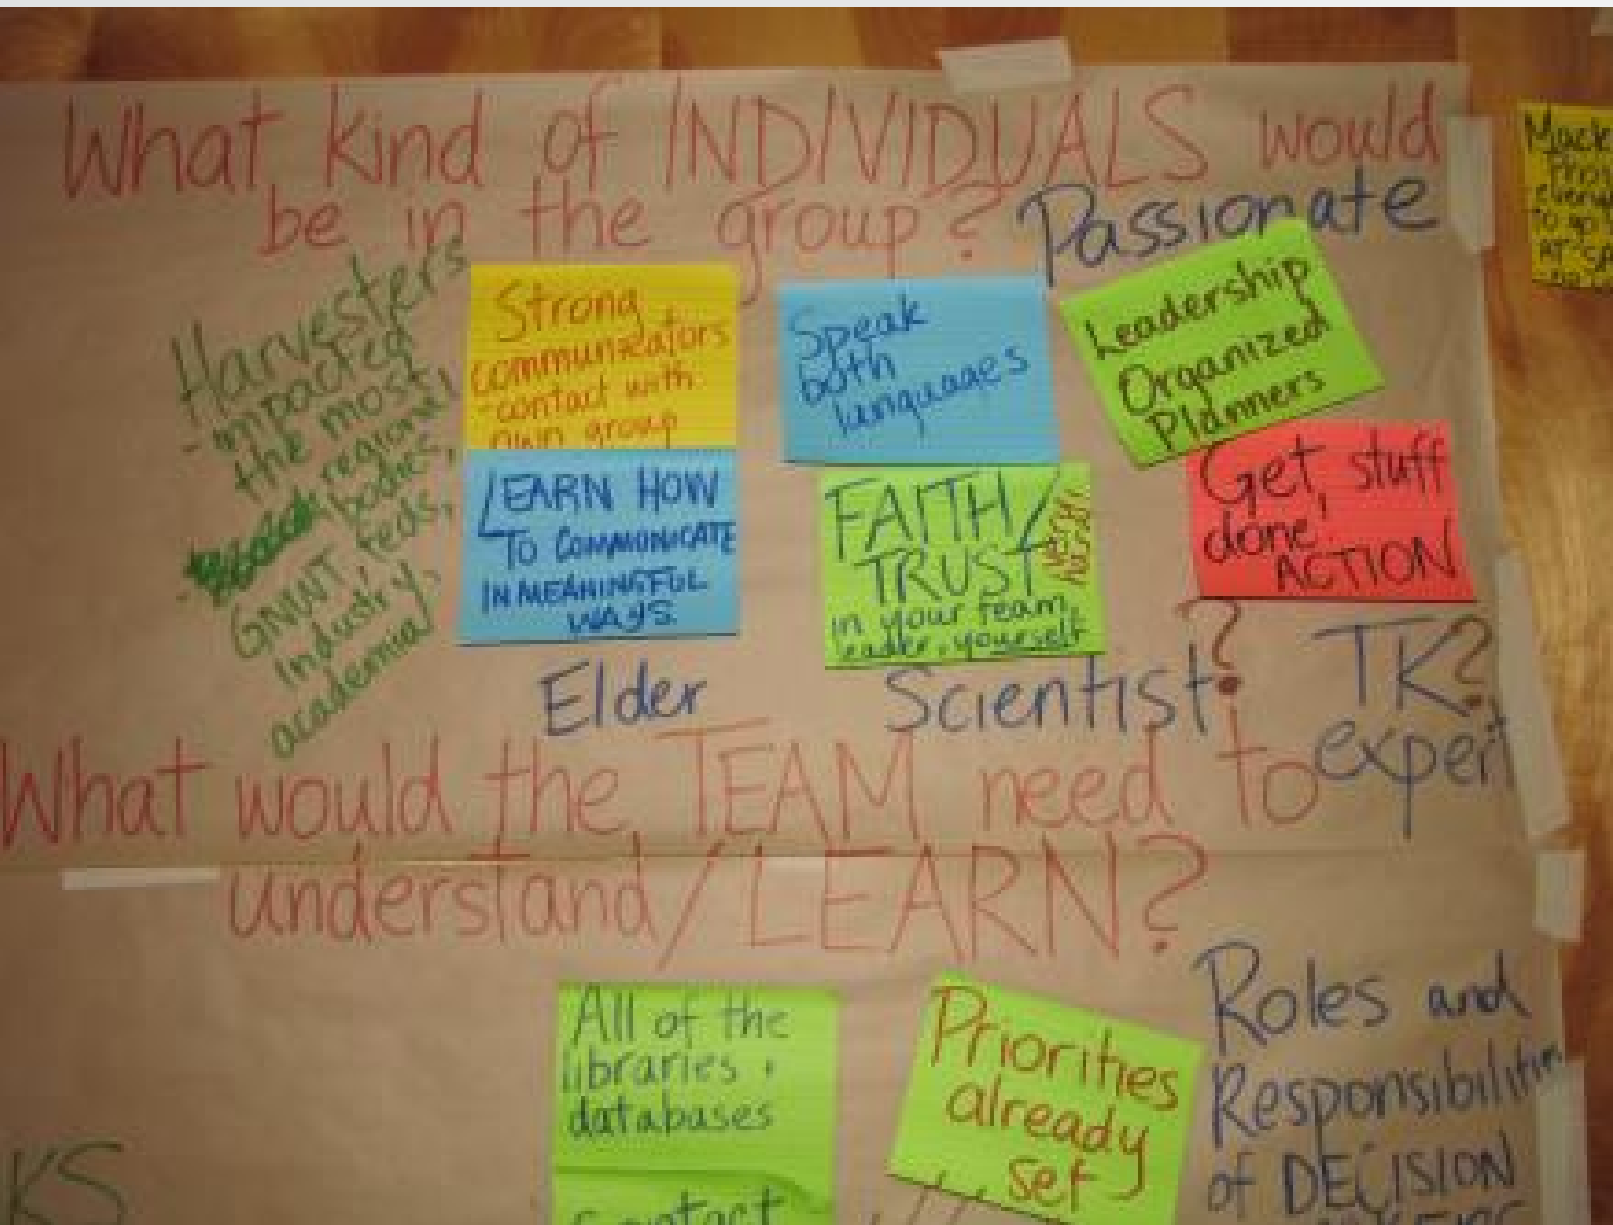 What kind of INDIVIDUALS would
be in the group?
Passionate
Harvesters
- impacted
the most
regional
bodies,
GNWT, feds,
Industry,
academia
Strong
communicators
-contact with
own group
Speak
both
languages
Leadership
Organized
Planners
LEARN HOW
TO COMMUNICATE
IN MEANINGFUL
WAYS.
FAITH/
TRUST
in your team,
leader, yourself
Get stuff
done.
ACTION
Elder
Scientist?
TK?
expert
What would the TEAM need to
understand/LEARN?
All of the
libraries,
databases
Contact
Priorities
already
set
Roles and
Responsibilities
of DECISION
KS